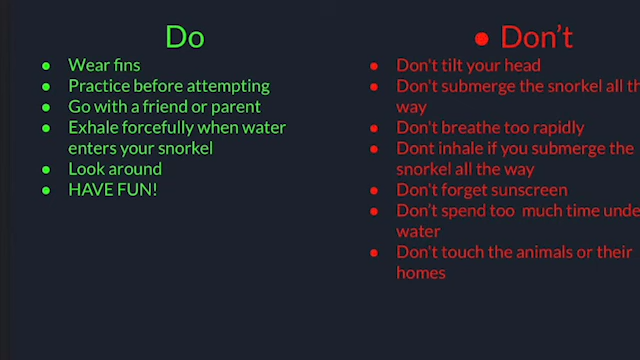 Do
Wear fins
Practice before attempting
Go with a friend or parent
Exhale forcefully when water
enters your snorkel
Look around
HAVE FUN!
Don’t
Don't tilt your head
Don't submerge the snorkel all
way
Don't breathe too rapidly
Dont inhale if you submerge the
snorkel all the way
Don't forget sunscreen
Don’t spend too much time
water
Don't touch the animals or their
homes